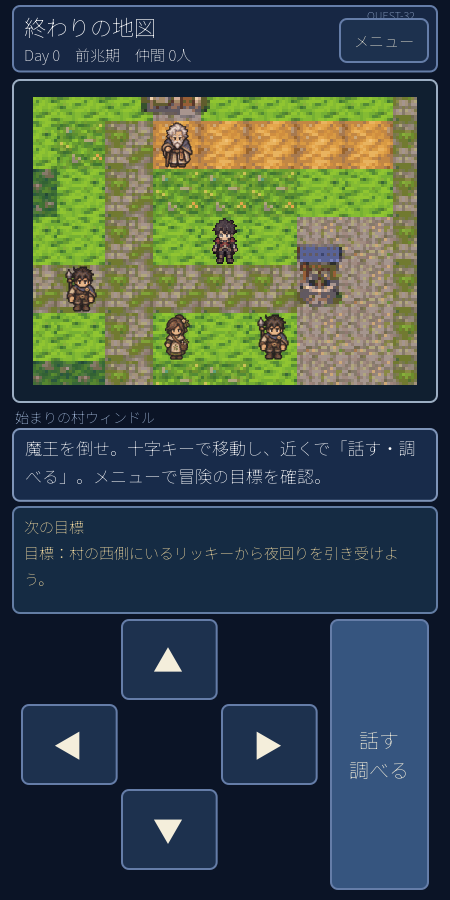 QUEST-32
終わりの地図
メニュー
Day 0 前兆期 仲間 0人
始まりの村ウィンドル
魔王を倒せ。十字キーで移動し、近くで「話す・調
べる」。メニューで冒険の目標を確認。
次の目標
目標：村の西側にいるリッキーから夜回りを引き受けよ
う。
話す
調べる